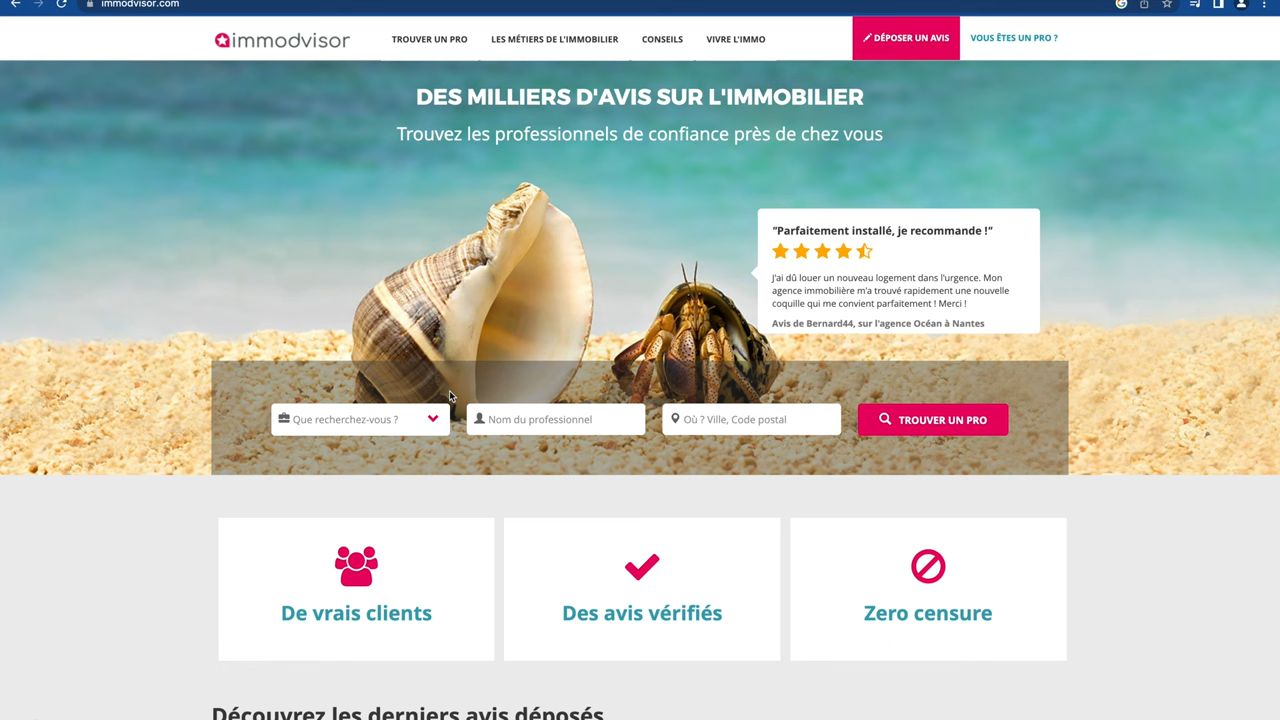 immodvisor.com
immodvisor
TROUVER UN PRO
LES MÉTIERS DE L'IMMOBILIER
CONSEILS
VIVRE L'IMMO
DÉPOSER UN AVIS
VOUS ÊTES UN PRO ?
DES MILLIERS D'AVIS SUR L'IMMOBILIER
Trouvez les professionnels de confiance près de chez vous
"Parfaitement installé, je recommande !"
J'ai dû louer un nouveau logement dans l'urgence. Mon
agence immobilière m'a trouvé rapidement une nouvelle
coquille qui me convient parfaitement ! Merci !
Avis de Bernard44, sur l'agence Océan à Nantes
Que recherchez-vous ?
Nom du professionnel
Où ? Ville, Code postal
TROUVER UN PRO
De vrais clients
Des avis vérifiés
Zero censure
Découvrez les derniers avis déposés